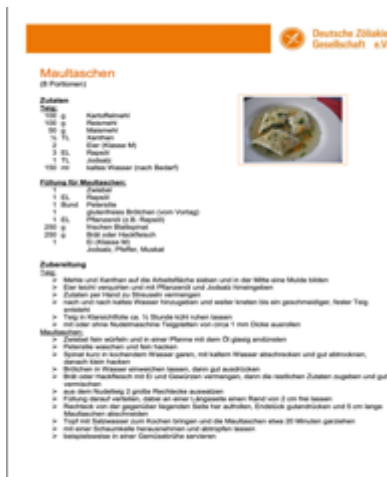 Deutsche Zöliakie
Gesellschaft e.V.
Maultaschen
(8 Portionen)
Zutaten
Teig:
100 g Kartoffelmehl
100 g Reismehl
50 g Maismehl
½ TL Xanthan
2 Eier (Klasse M)
3 EL Rapsöl
1 TL Jodsalz
150 ml kaltes Wasser (nach Bedarf)
Füllung für Maultaschen:
1 Zwiebel
1 EL Rapsöl
1 Bund Petersilie
1 glutenfreies Brötchen (vom Vortag)
1 EL Pflanzenöl (z.B. Rapsöl)
250 g frischen Blattspinat
250 g Brät oder Hackfleisch
1 Ei (Klasse M)
Jodsalz, Pfeffer, Muskat
Zubereitung
Teig:
➢ Mehle und Xanthan auf die Arbeitsfläche sieben und in der Mitte eine Mulde bilden
➢ Eier leicht verquirlen und mit Pflanzenöl und Jodsalz hineingeben
➢ Zutaten per Hand zu Streuseln vermengen
➢ nach und nach kaltes Wasser hinzugeben und weiter kneten bis ein geschmeidiger, fester Teig
entsteht
➢ Teig in Klarsichtfolie ca. ½ Stunde kühl ruhen lassen
➢ mit oder ohne Nudelmaschine Teigplatten von circa 1 mm Dicke ausrollen
Maultaschen:
➢ Zwiebel fein würfeln und in einer Pfanne mit dem Öl glasig andünsten
➢ Petersilie waschen und fein hacken
➢ Spinat kurz in kochendem Wasser garen, mit kaltem Wasser abschrecken und gut abtropfen,
danach klein hacken
➢ Brötchen in Wasser einweichen lassen, dann gut ausdrücken
➢ Brät oder Hackfleisch mit Ei und Gewürzen vermengen, dann die restlichen Zutaten zugeben und gut
vermischen
➢ aus dem Nudelteig 2 große Rechtecke auswalzen
➢ Füllung darauf verteilen, dabei an einer Längsseite einen Rand von 2 cm frei lassen
➢ Rechteck von der gegenüber liegenden Seite her aufrollen, Endstück gutandrücken und 5 cm lange
Maultaschen abschneiden
➢ Topf mit Salzwasser zum Kochen bringen und die Maultaschen etwa 20 Minuten garziehen
➢ mit einer Schaumkelle herausnehmen und abtropfen lassen
➢ beispielsweise in einer Gemüsebrühe servieren